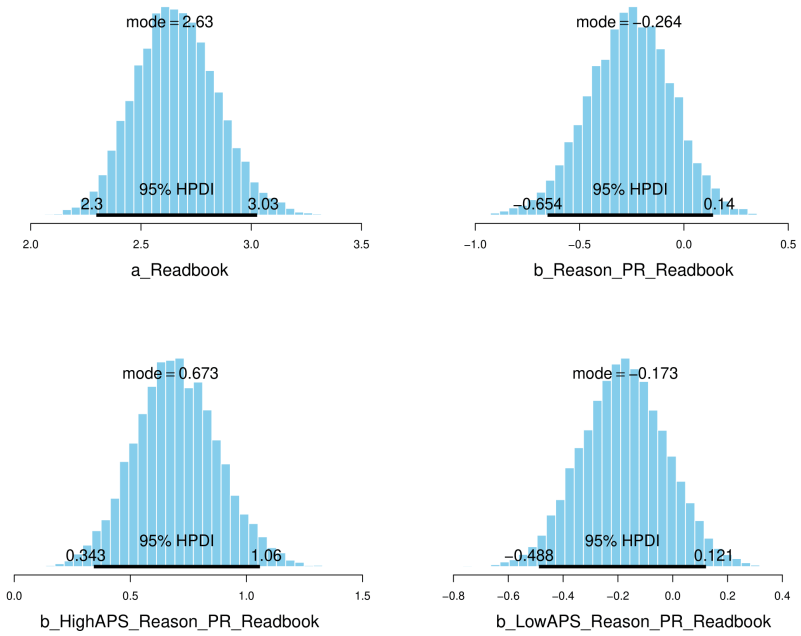 mode = 2.63
95% HPDI
2.3 3.03
2.0 2.5 3.0 3.5
a_Readbook
mode = −0.264
95% HPDI
−0.654 0.14
−1.0 −0.5 0.0 0.5
b_Reason_PR_Readbook
mode = 0.673
95% HPDI
0.343 1.06
0.0 0.5 1.0 1.5
b_HighAPS_Reason_PR_Readbook
mode = −0.173
95% HPDI
−0.488 0.121
−0.8 −0.6 −0.4 −0.2 0.0 0.2 0.4
b_LowAPS_Reason_PR_Readbook